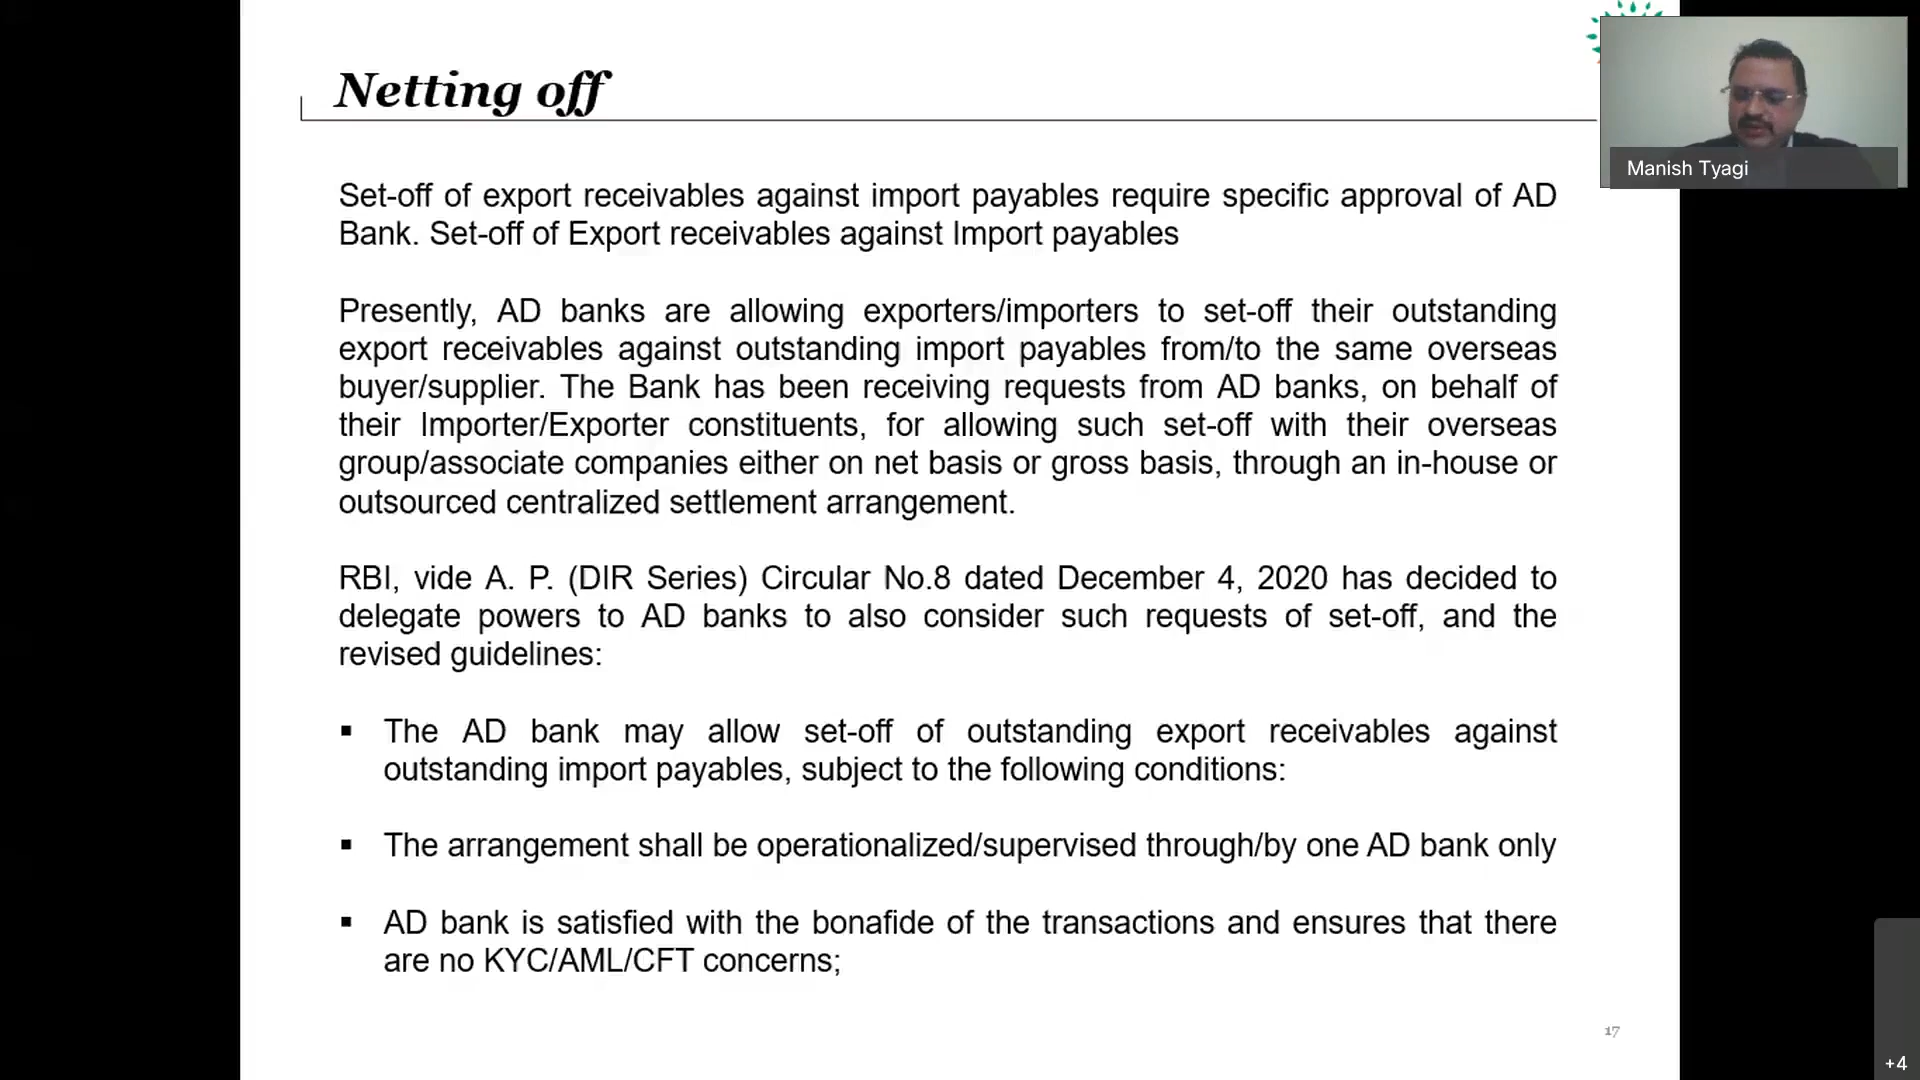 Netting off
Manish Tyagi
Set-off of export receivables against import payables require specific approval of AD
Bank. Set-off of Export receivables against Import payables
Presently, AD banks are allowing exporters/importers to set-off their outstanding
export receivables against outstanding import payables from/to the same overseas
buyer/supplier. The Bank has been receiving requests from AD banks, on behalf of
their Importer/Exporter constituents, for allowing such set-off with their overseas
group/associate companies either on net basis or gross basis, through an in-house or
outsourced centralized settlement arrangement.
RBI, vide A. P. (DIR Series) Circular No.8 dated December 4, 2020 has decided to
delegate powers to AD banks to also consider such requests of set-off, and the
revised guidelines:
▪ The AD bank may allow set-off of outstanding export receivables against
outstanding import payables, subject to the following conditions:
▪ The arrangement shall be operationalized/supervised through/by one AD bank only
▪ AD bank is satisfied with the bonafide of the transactions and ensures that there
are no KYC/AML/CFT concerns;
17
+4